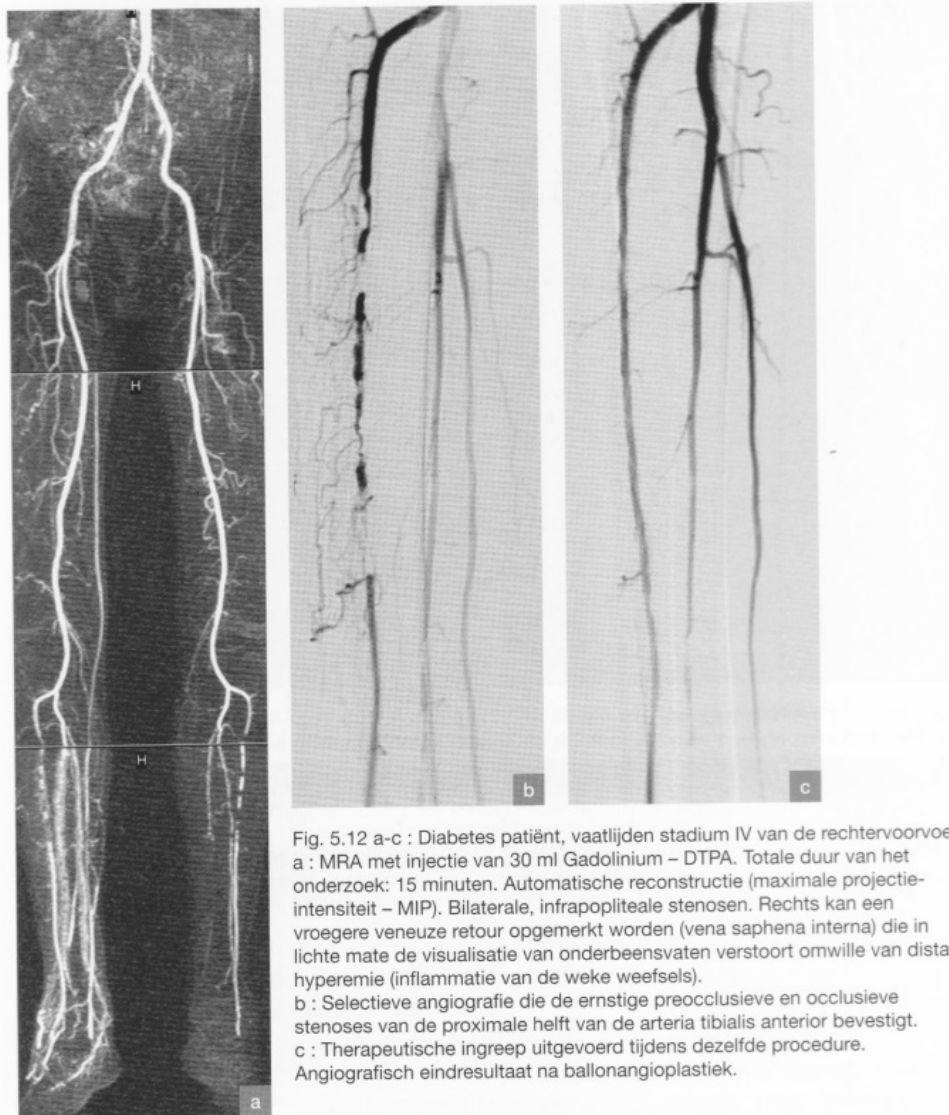 H
H
H
a
b
c
Fig. 5.12 a-c : Diabetes patiënt, vaatlijden stadium IV van de rechtervoorvoe
a : MRA met injectie van 30 ml Gadolinium – DTPA. Totale duur van het
onderzoek: 15 minuten. Automatische reconstructie (maximale projectie-
intensiteit – MIP). Bilaterale, infrapopliteale stenosen. Rechts kan een
vroegere veneuze retour opgemerkt worden (vena saphena interna) die in
lichte mate de visualisatie van onderbeensvaten verstoort omwille van dista
hyperemie (inflammatie van de weke weefsels).
b : Selectieve angiografie die de ernstige preocclusieve en occlusieve
stenoses van de proximale helft van de arteria tibialis anterior bevestigt.
c : Therapeutische ingreep uitgevoerd tijdens dezelfde procedure.
Angiografisch eindresultaat na ballonangioplastiek.